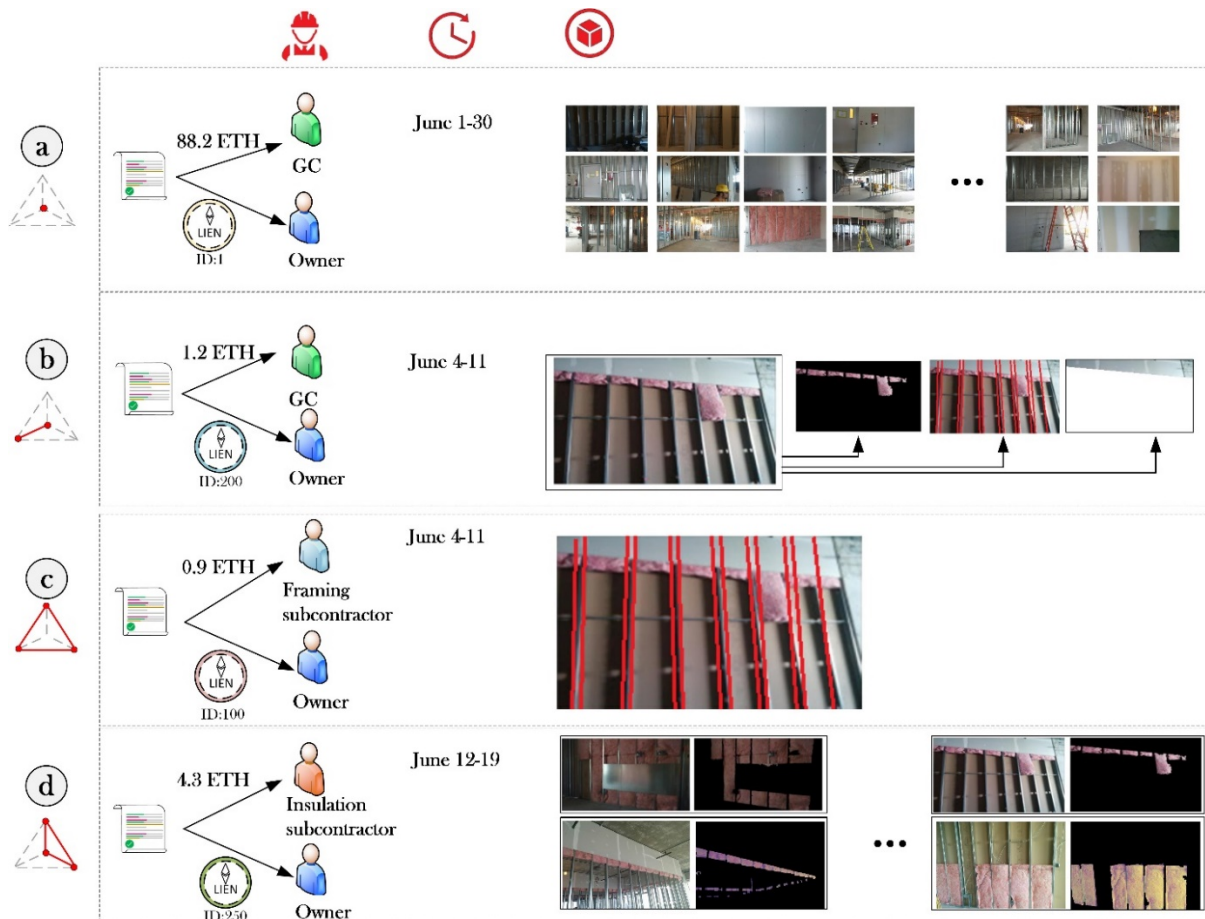 a
88.2 ETH
GC
LIEN
ID:1
Owner
June 1-30
b
1.2 ETH
GC
LIEN
ID:200
Owner
June 4-11
c
0.9 ETH
Framing
subcontractor
LIEN
ID:100
Owner
June 4-11
d
4.3 ETH
Insulation
subcontractor
LIEN
ID:250
Owner
June 12-19